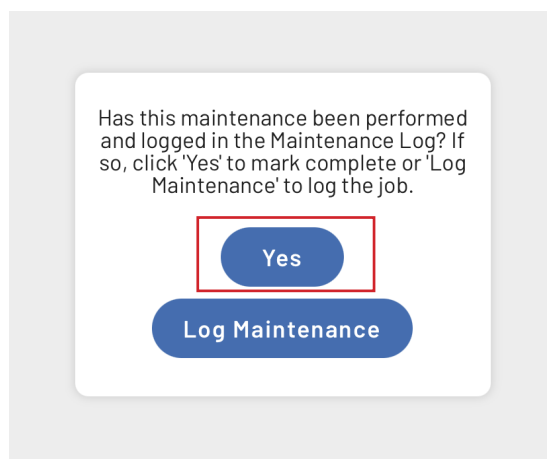 Has this maintenance been performed
and logged in the Maintenance Log? If
so, click 'Yes' to mark complete or 'Log
Maintenance' to log the job.
Yes
Log Maintenance